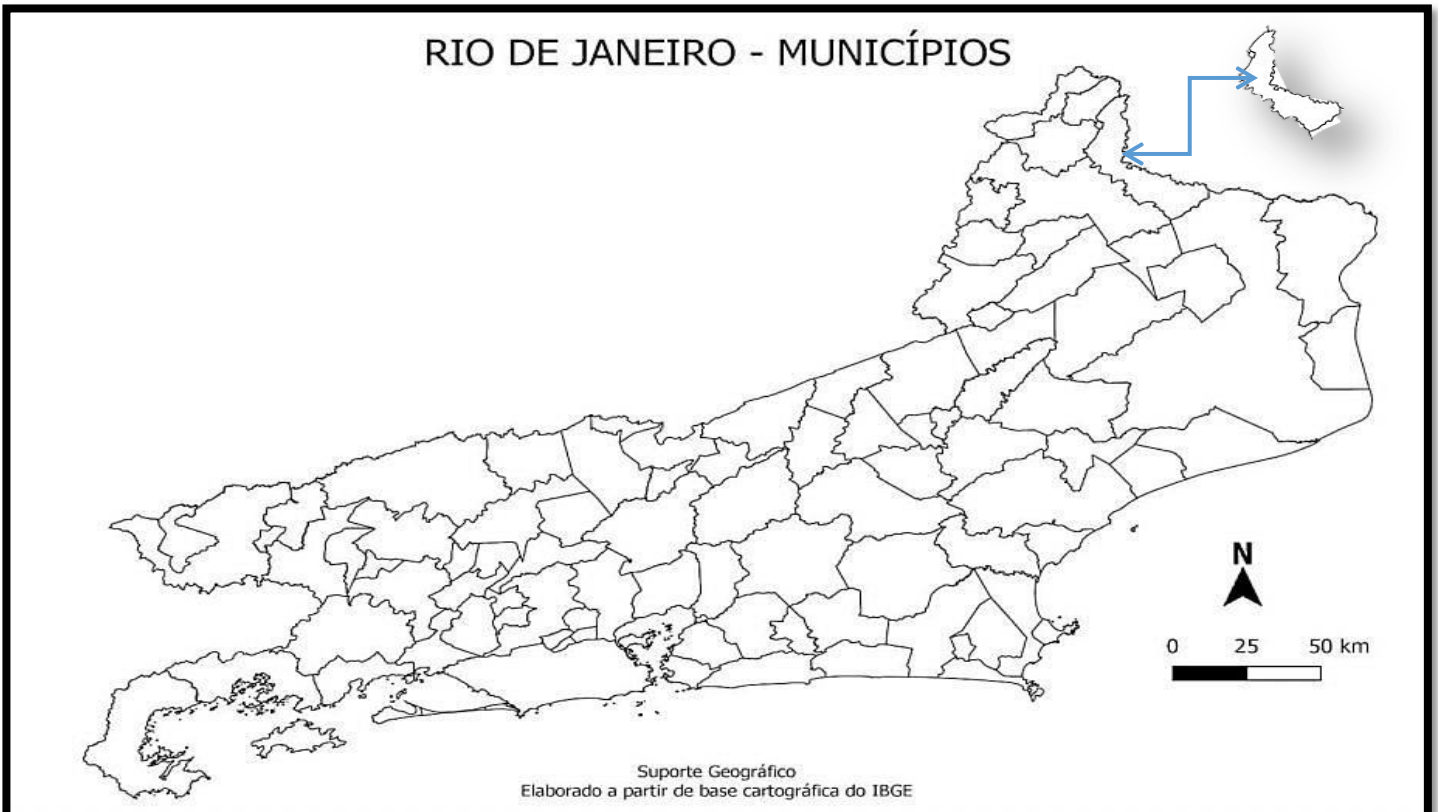 RIO DE JANEIRO - MUNICÍPIOS
N
0 25 50 km
Suporte Geográfico
Elaborado a partir de base cartográfica do IBGE